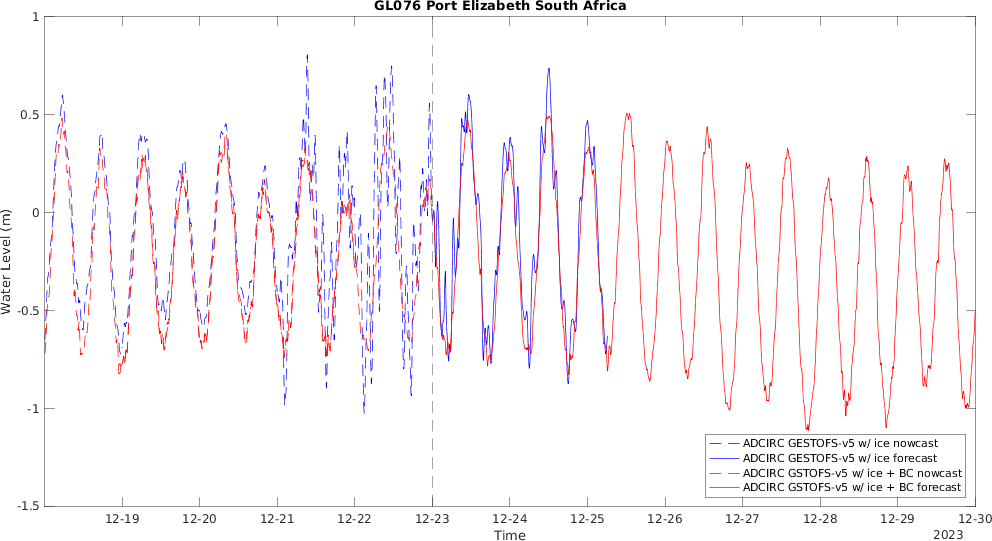 GL076 Port Elizabeth South Africa
1
0.5
0
-0.5
-1
-1.5
Water Level (m)
ADCIRC GESTOFS-v5 w/ ice nowcast
ADCIRC GESTOFS-v5 w/ ice forecast
ADCIRC GSTOFS-v5 w/ ice + BC nowcast
ADCIRC GSTOFS-v5 w/ ice + BC forecast
12-19 12-20 12-21 12-22 12-23 12-24 12-25 12-26 12-27 12-28 12-29 12-30
Time
2023